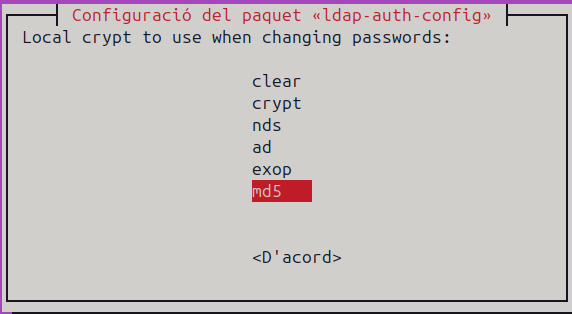 Configuració del paquet «ldap-auth-config»
Local crypt to use when changing passwords:
clear
crypt
nds
ad
exop
md5
<D'acord>